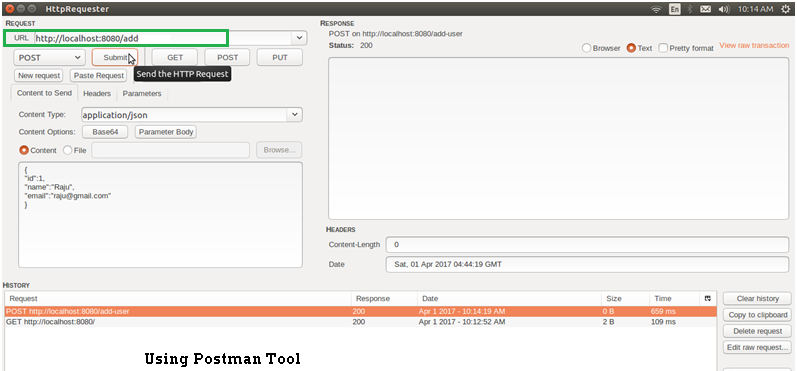 HttpRequester
En
10:14 AM
REQUEST
URL http://localhost:8080/add
POST Submit GET POST PUT
New request Paste Request Send the HTTP Request
Content to Send Headers Parameters
Content Type: application/json
Content Options: Base64 Parameter Body
Content File Browse...
{
"id":1,
"name":"Raju",
"email":"raju@gmail.com"
}
RESPONSE
POST on http://localhost:8080/add-user
Status: 200
Browser Text Pretty format View raw transaction
HEADERS
Content-Length 0
Date Sat, 01 Apr 2017 04:44:19 GMT
HISTORY
Request Response Date Size Time
POST http://localhost:8080/add-user 200 Apr 1 2017 - 10:14:19 AM 0 B 659 ms
GET http://localhost:8080/ 200 Apr 1 2017 - 10:12:52 AM 2 B 109 ms
Clear history
Copy to clipboard
Delete request
Edit raw request...
Using Postman Tool